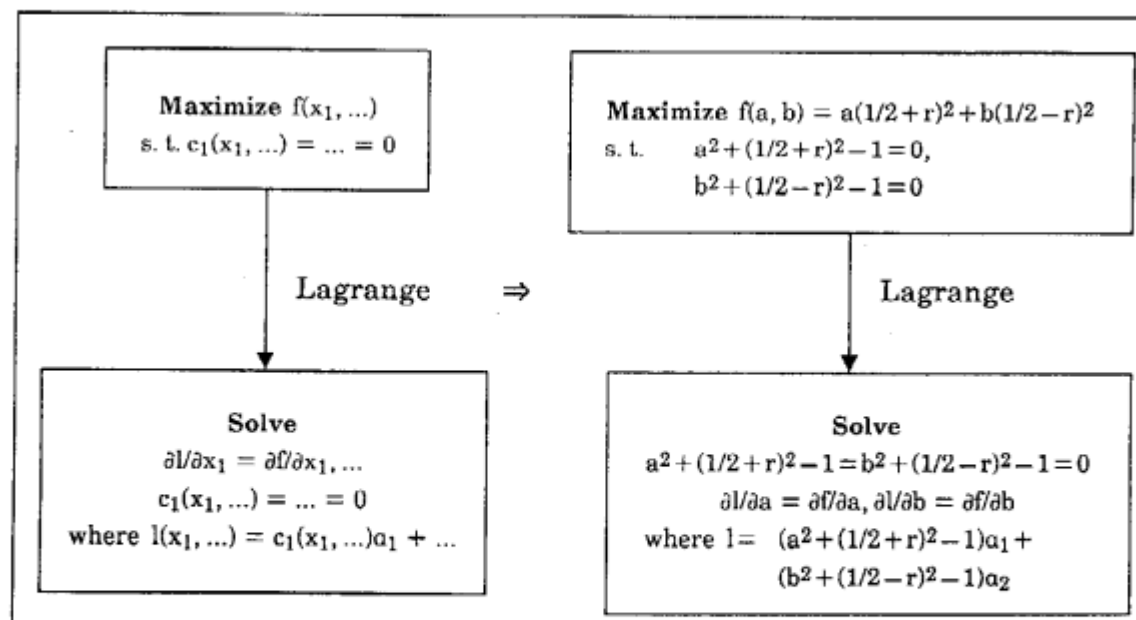 Maximize f(x₁, ...)
s. t. c₁(x₁, ...) = ... = 0
Lagrange
Solve
∂l/∂x₁ = ∂f/∂x₁, ...
c₁(x₁, ...) = ... = 0
where l(x₁, ...) = c₁(x₁, ...)α₁ + ...
⇒
Maximize f(a, b) = a(1/2+r)²+b(1/2−r)²
s. t. a²+(1/2+r)²−1=0,
b²+(1/2−r)²−1=0
Lagrange
Solve
a²+(1/2+r)²−1=b²+(1/2−r)²−1=0
∂l/∂a = ∂f/∂a, ∂l/∂b = ∂f/∂b
where l= (a²+(1/2+r)²−1)α₁+
(b²+(1/2−r)²−1)α₂